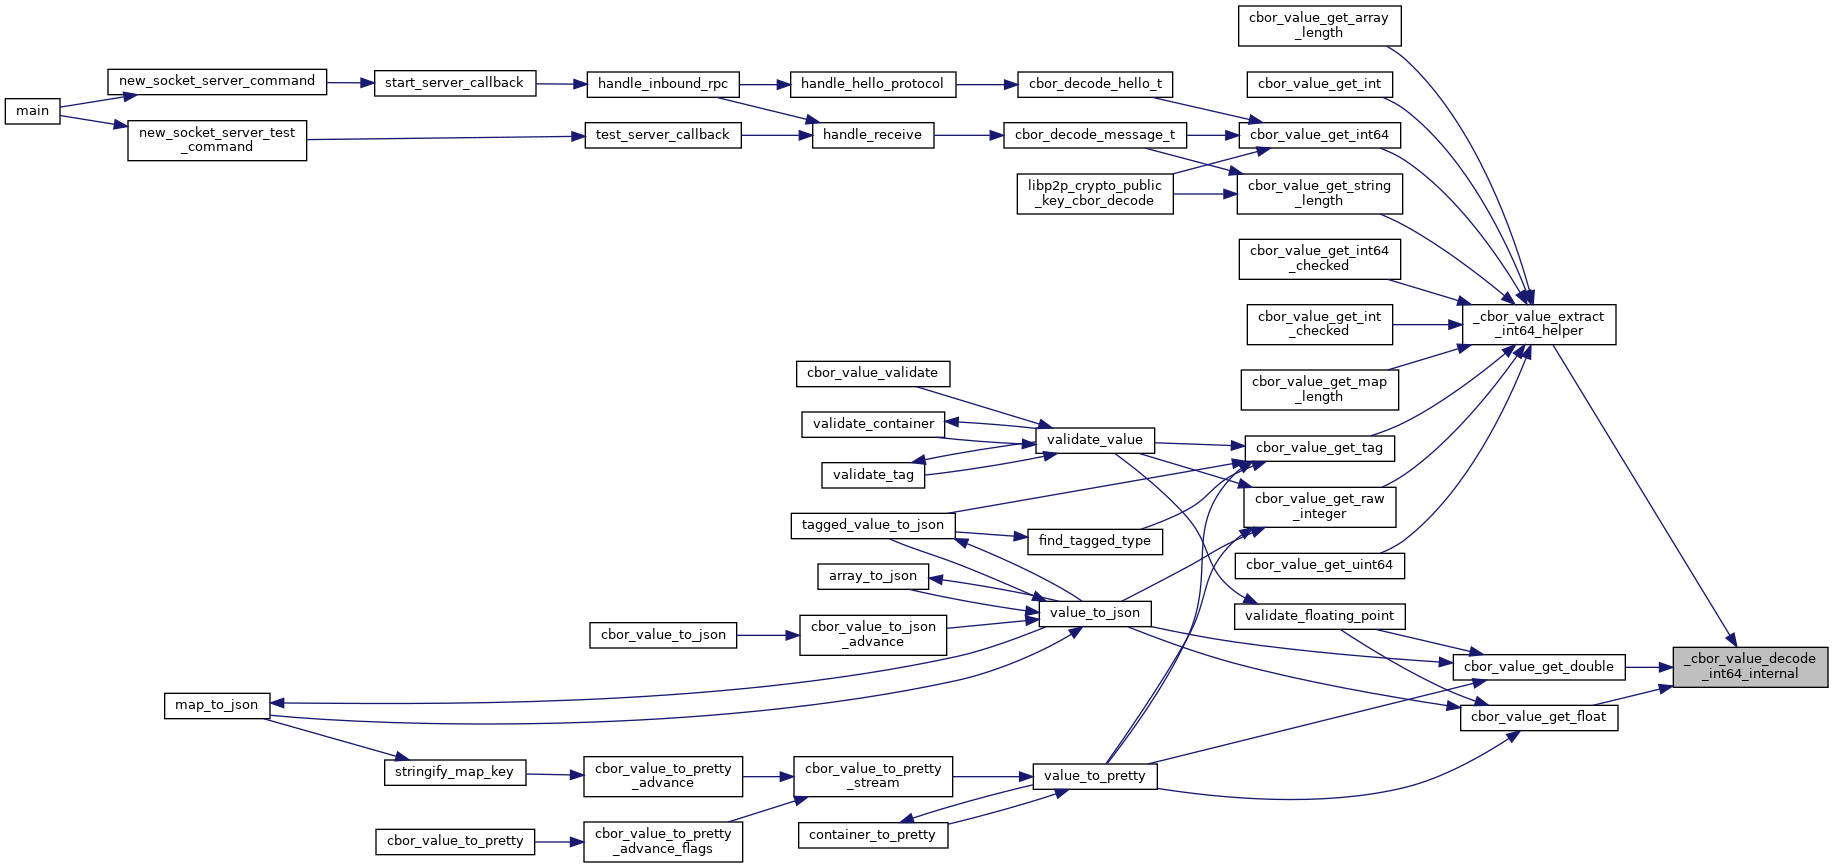 cbor_value_get_array
_length
cbor_value_get_int
new_socket_server_command
start_server_callback
handle_inbound_rpc
handle_hello_protocol
cbor_decode_hello_t
main
new_socket_server_test
_command
test_server_callback
handle_receive
cbor_decode_message_t
cbor_value_get_int64
libp2p_crypto_public
_key_cbor_decode
cbor_value_get_string
_length
cbor_value_get_int64
_checked
cbor_value_get_int
_checked
_cbor_value_extract
_int64_helper
cbor_value_validate
cbor_value_get_map
_length
validate_container
validate_value
cbor_value_get_tag
validate_tag
cbor_value_get_raw
_integer
tagged_value_to_json
find_tagged_type
cbor_value_get_uint64
array_to_json
value_to_json
validate_floating_point
cbor_value_to_json
cbor_value_to_json
_advance
cbor_value_get_double
_cbor_value_decode
_int64_internal
map_to_json
cbor_value_get_float
stringify_map_key
cbor_value_to_pretty
_advance
cbor_value_to_pretty
_stream
value_to_pretty
cbor_value_to_pretty
cbor_value_to_pretty
_advance_flags
container_to_pretty